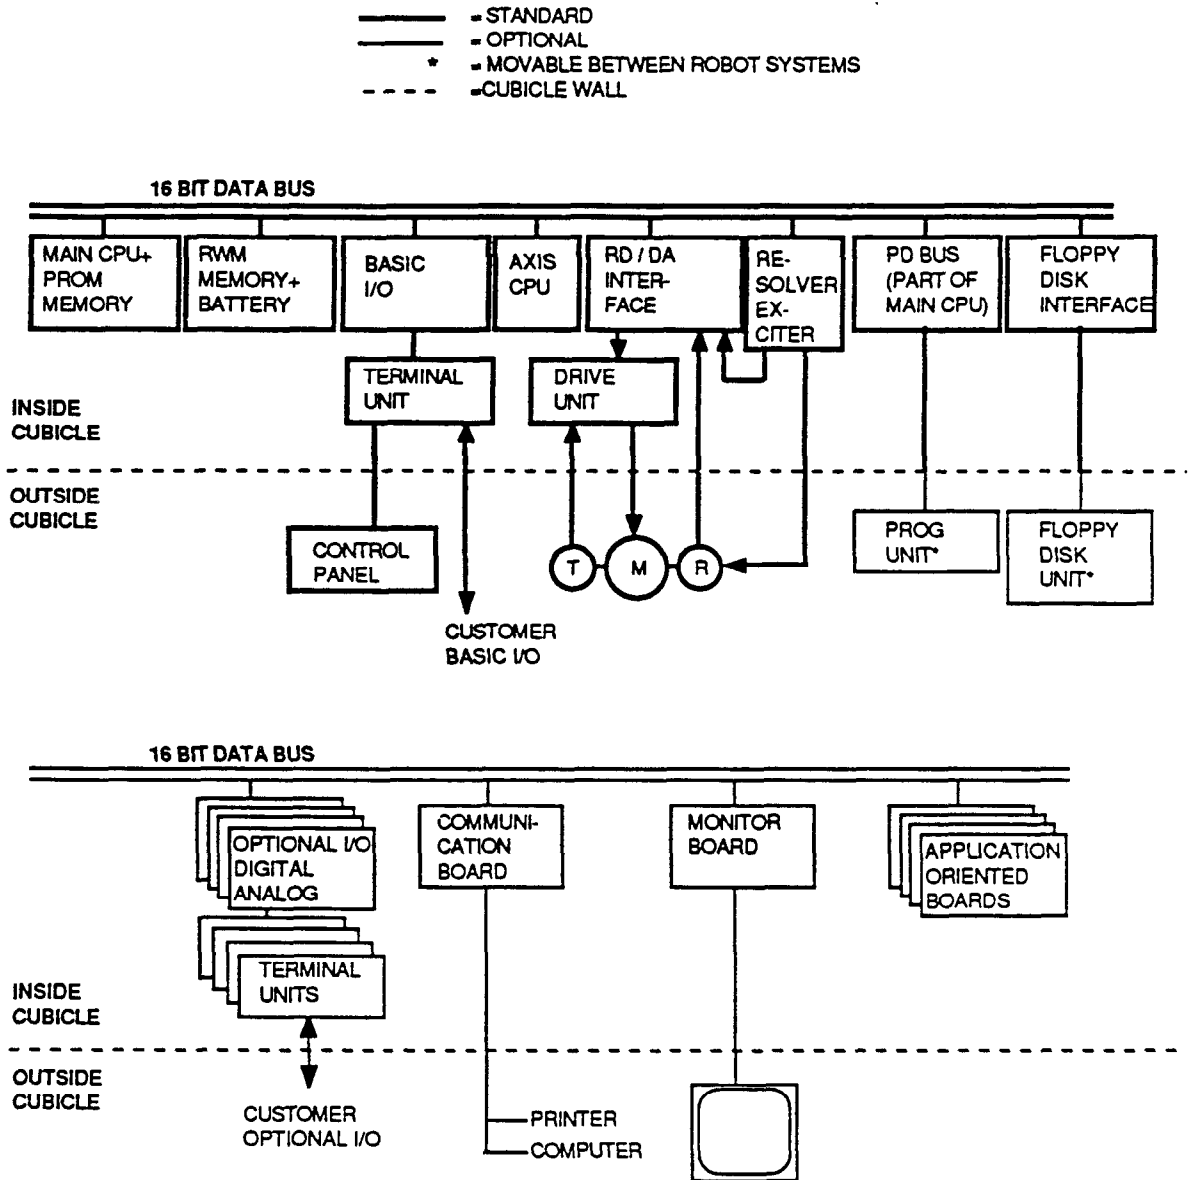 = STANDARD
= OPTIONAL
* = MOVABLE BETWEEN ROBOT SYSTEMS
=CUBICLE WALL
16 BIT DATA BUS
MAIN CPU+
PROM
MEMORY
RWM
MEMORY+
BATTERY
BASIC
I/O
AXIS
CPU
RD / DA
INTER-
FACE
RE-
SOLVER
EX-
CITER
PD BUS
(PART OF
MAIN CPU)
FLOPPY
DISK
INTERFACE
TERMINAL
UNIT
DRIVE
UNIT
INSIDE
CUBICLE
OUTSIDE
CUBICLE
CONTROL
PANEL
T
M
R
PROG
UNIT*
FLOPPY
DISK
UNIT*
CUSTOMER
BASIC I/O
16 BIT DATA BUS
OPTIONAL I/O
DIGITAL
ANALOG
COMMUNI-
CATION
BOARD
MONITOR
BOARD
APPLICATION
ORIENTED
BOARDS
TERMINAL
UNITS
INSIDE
CUBICLE
OUTSIDE
CUBICLE
CUSTOMER
OPTIONAL I/O
PRINTER
COMPUTER